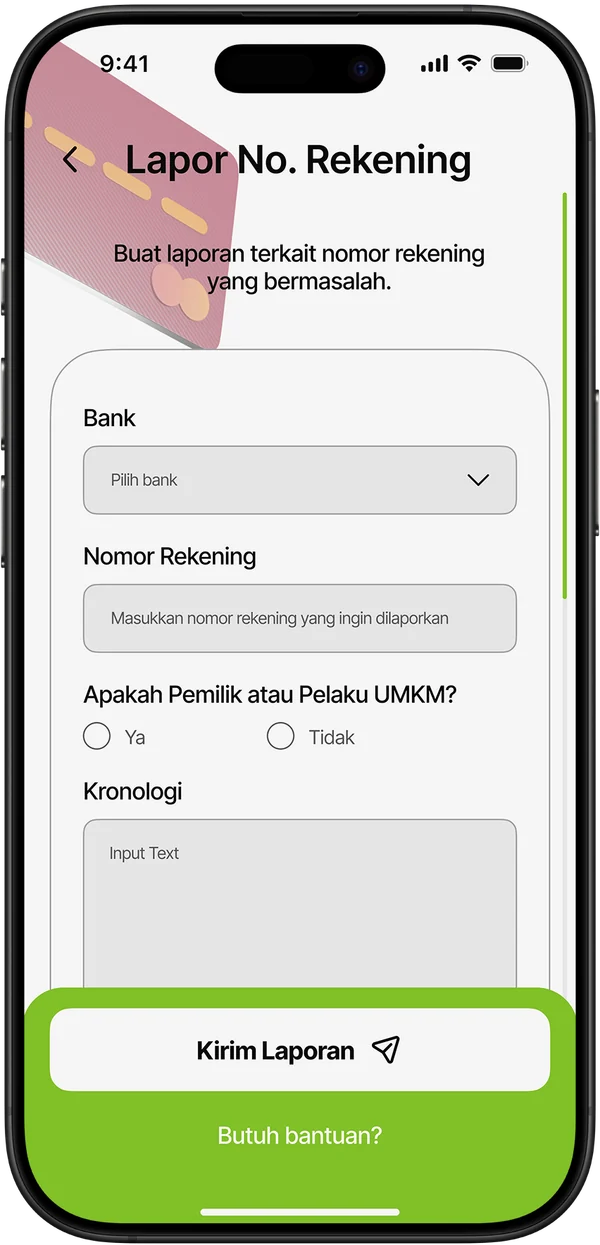 9:41
Lapor No. Rekening
Buat laporan terkait nomor rekening
yang bermasalah.
Bank
Pilih bank
Nomor Rekening
Masukkan nomor rekening yang ingin dilaporkan
Apakah Pemilik atau Pelaku UMKM?
Ya Tidak
Kronologi
Input Text
Kirim Laporan
Butuh bantuan?